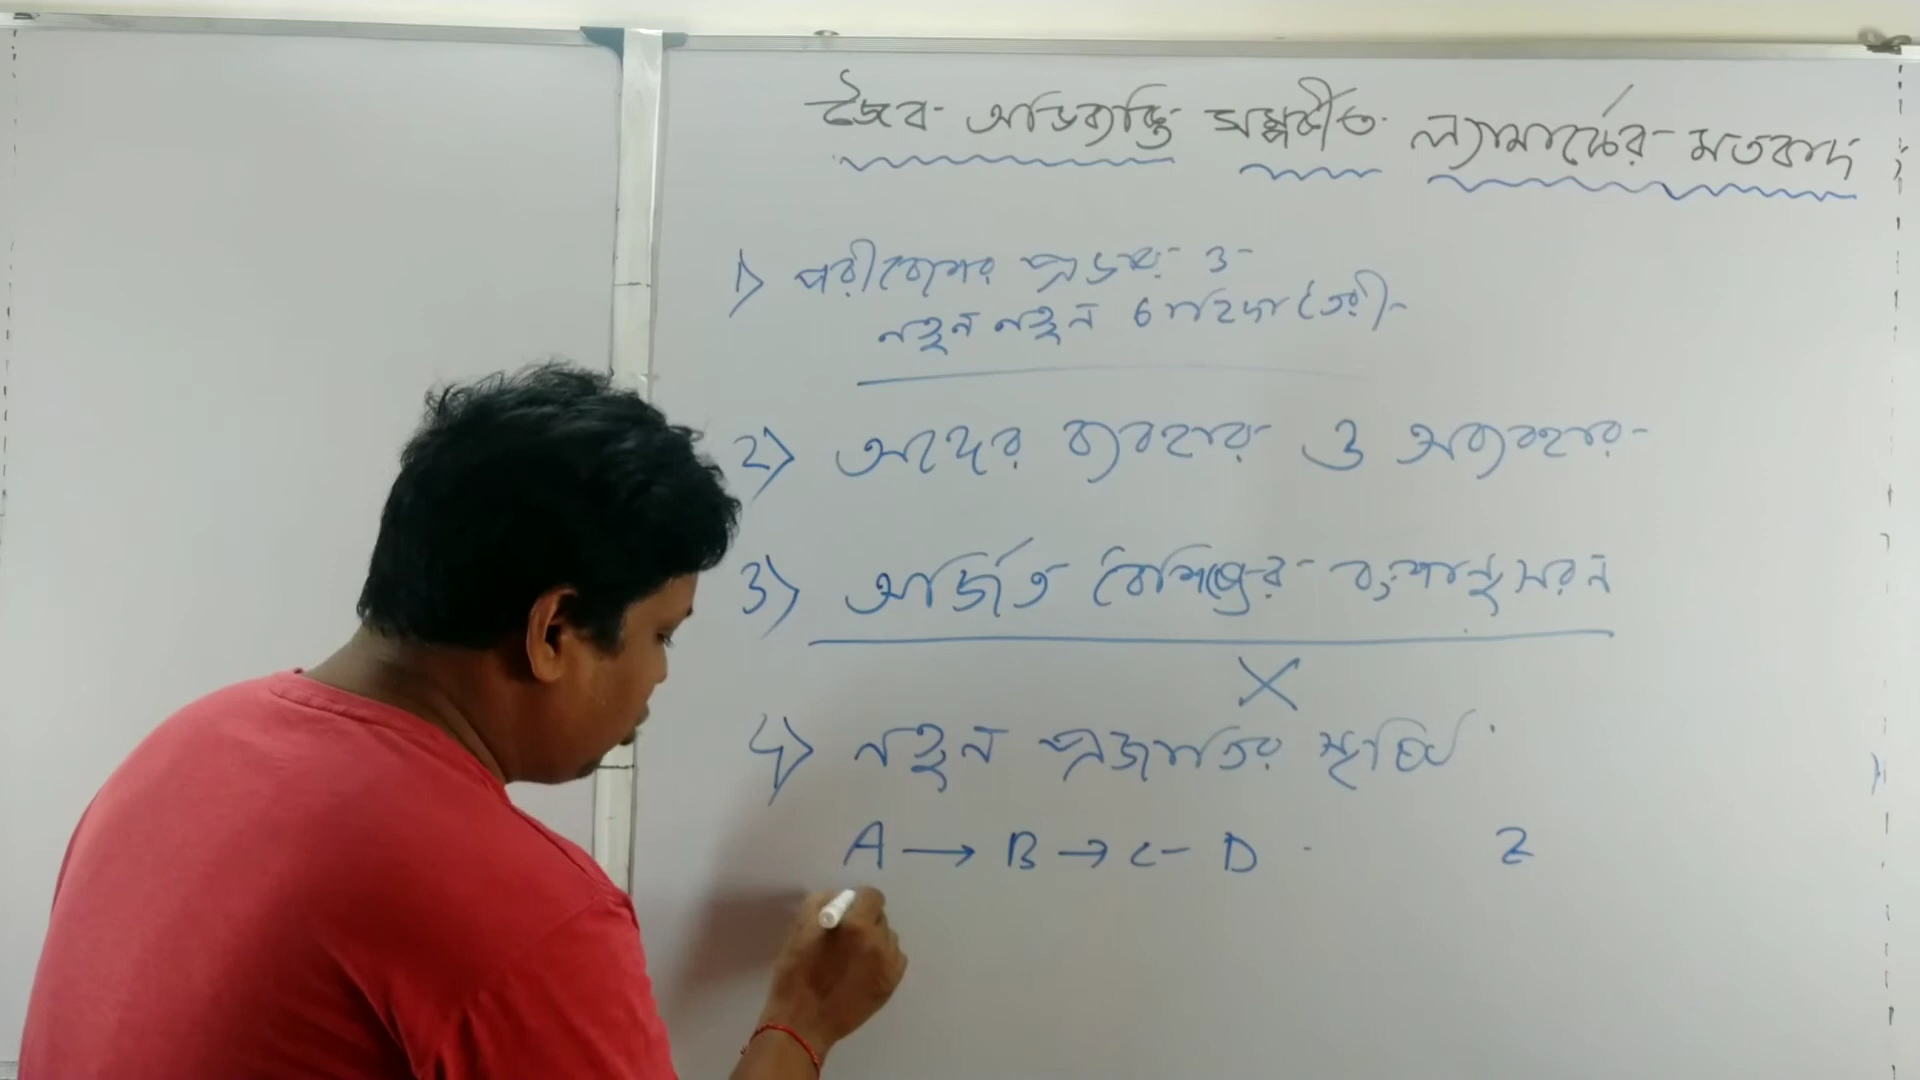 জৈব অভিব্যক্তি সম্পর্কীত ল্যামার্কের মতবাদ
1) পরীবেশের প্রভাব ও
নতুন নতুন চাহিদা তৈরী
2) অঙ্গের ব্যবহার ও অব্যবহার
3) অর্জিত বৈশিষ্ট্যের বংশানুসরন
X
4) নতুন প্রজাতির সৃষ্টি
A → B → C - D 2